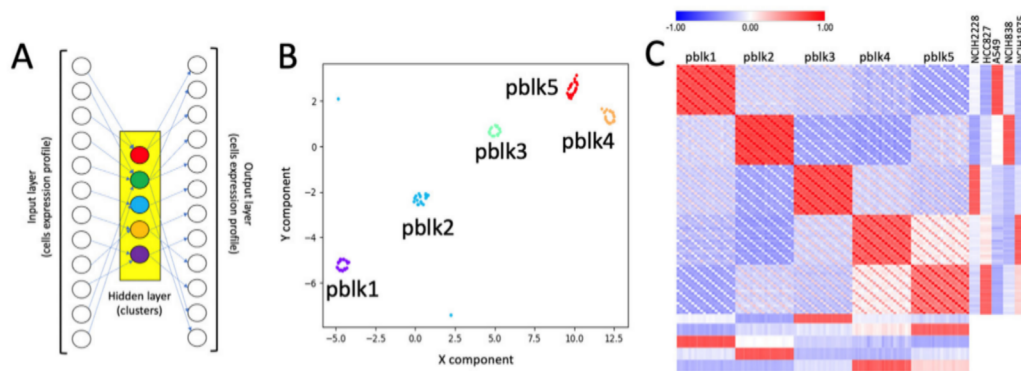 A
Input layer
(cells expression profile)
Hidden layer
(clusters)
Output layer
(cells expression profile)
B
Y component
2
0
−2
−4
−6
pblk5
pblk4
pblk3
pblk2
pblk1
−5.0
−2.5
0.0
2.5
5.0
7.5
10.0
12.5
X component
C
-1.00
0.00
1.00
pblk1
pblk2
pblk3
pblk4
pblk5
NCIH2228
HCC827
A549
NCIH838
NCIH1975